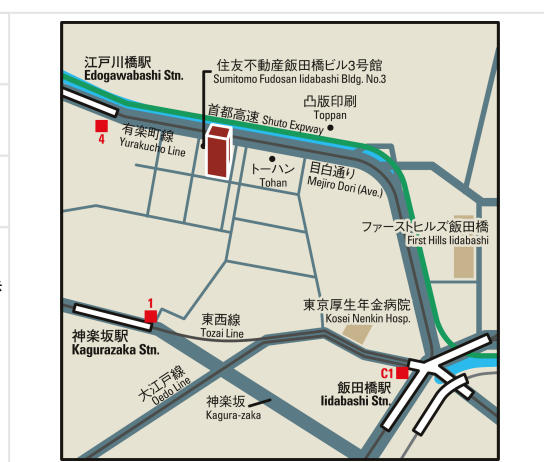 江戸川橋駅
Edogawabashi Stn.
住友不動産飯田橋ビル3号館
Sumitomo Fudosan Iidabashi Bldg. No.3
凸版印刷
Toppan
首都高速 Shuto Expway
4
有楽町線
Yurakucho Line
トーハン
Tohan
目白通り
Mejiro Dori (Ave.)
ファーストヒルズ飯田橋
First Hills Iidabashi
1
神楽坂駅
Kagurazaka Stn.
東西線
Tozai Line
東京厚生年金病院
Kosei Nenkin Hosp.
大江戸線
Oedo Line
神楽坂
Kagura-zaka
C1
飯田橋駅
Iidabashi Stn.